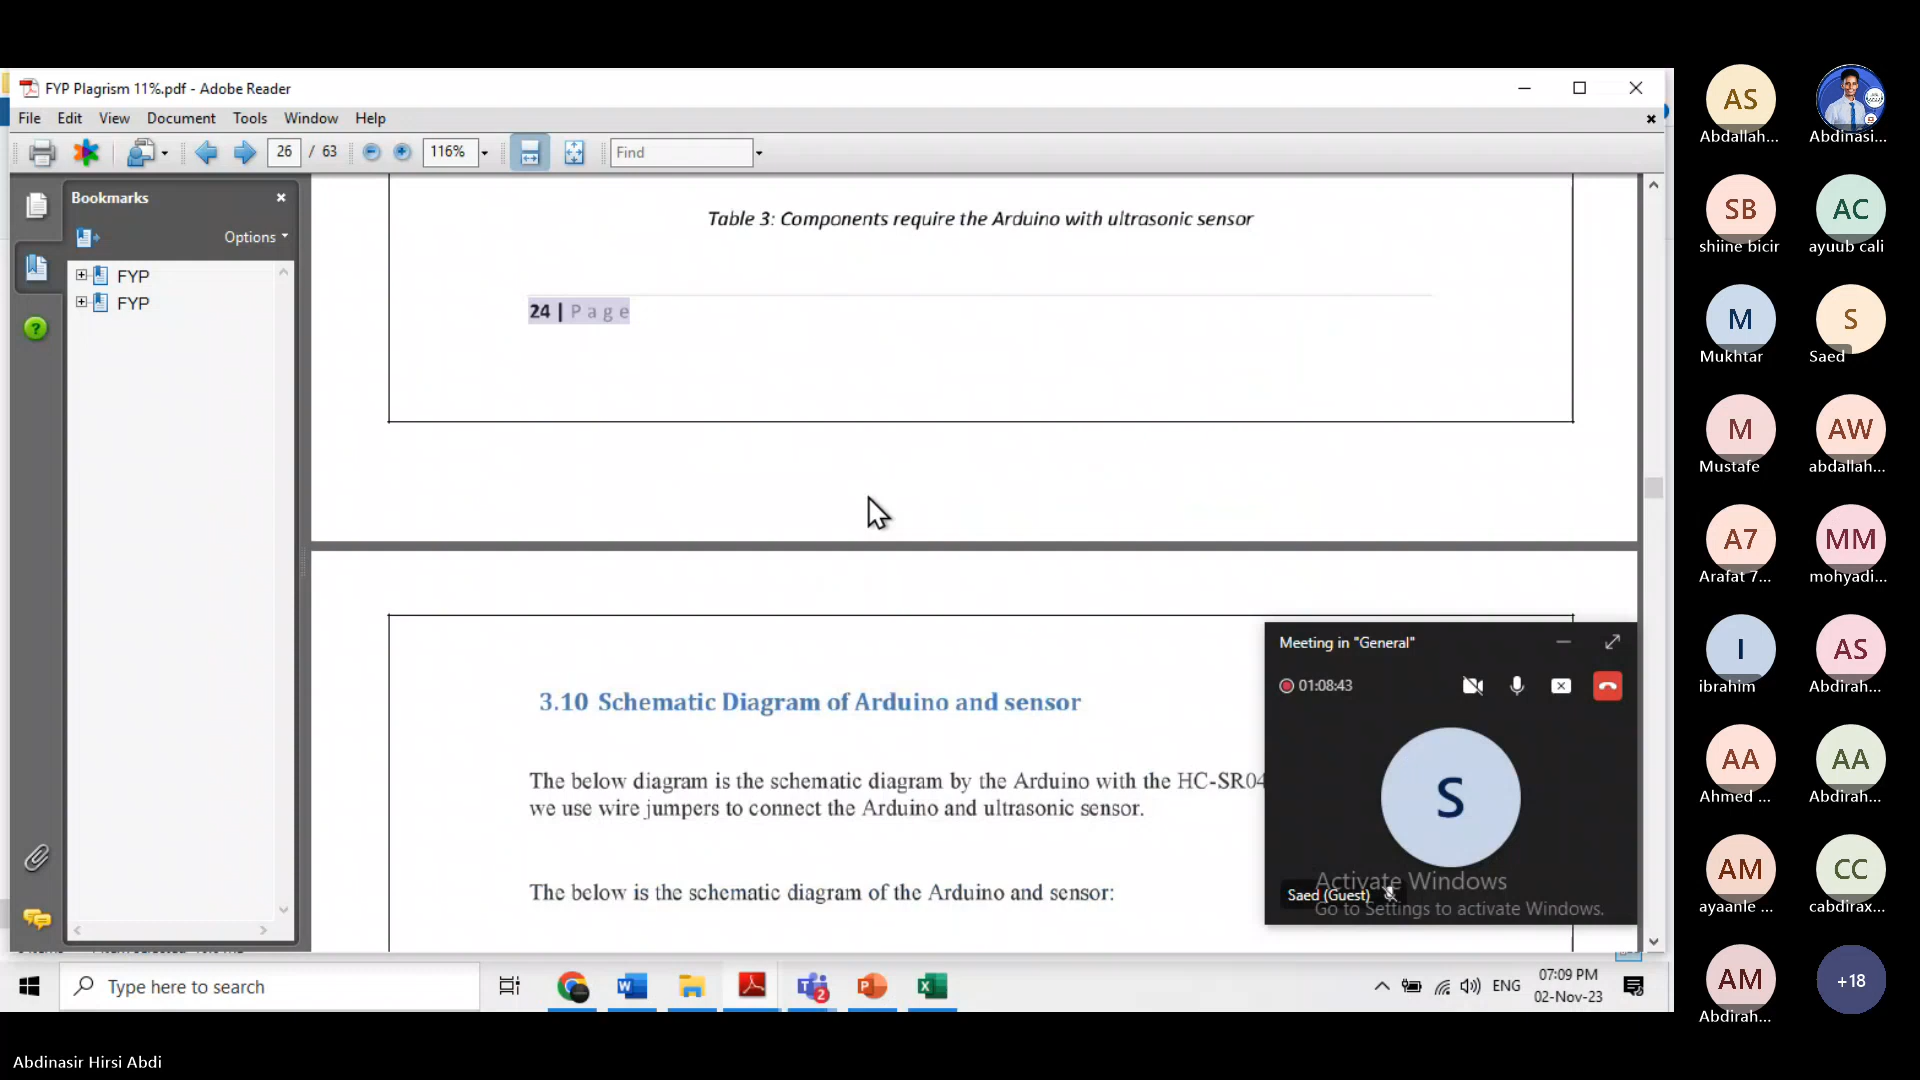 FYP Plagrism 11%.pdf - Adobe Reader
File Edit View Document Tools Window Help
26 / 63 116% Find
Bookmarks
Options
FYP
FYP
Table 3: Components require the Arduino with ultrasonic sensor
24 | P a g e
3.10 Schematic Diagram of Arduino and sensor
The below diagram is the schematic diagram by the Arduino with the HC-SR04
we use wire jumpers to connect the Arduino and ultrasonic sensor.
The below is the schematic diagram of the Arduino and sensor:
Meeting in "General"
01:08:43
S
Saed (Guest)
Activate Windows
Go to Settings to activate Windows.
Type here to search
2
ENG
07:09 PM
02-Nov-23
Abdinasir Hirsi Abdi
AS
Abdallah...
Abdinasi...
SB
shiine bicir
AC
ayuub cali
M
Mukhtar
S
Saed
M
Mustafe
AW
abdallah...
A7
Arafat 7...
MM
mohyadi...
I
ibrahim
AS
Abdirah...
AA
Ahmed ...
AA
Abdirah...
AM
ayaanle ...
CC
cabdirax...
AM
Abdirah...
+18